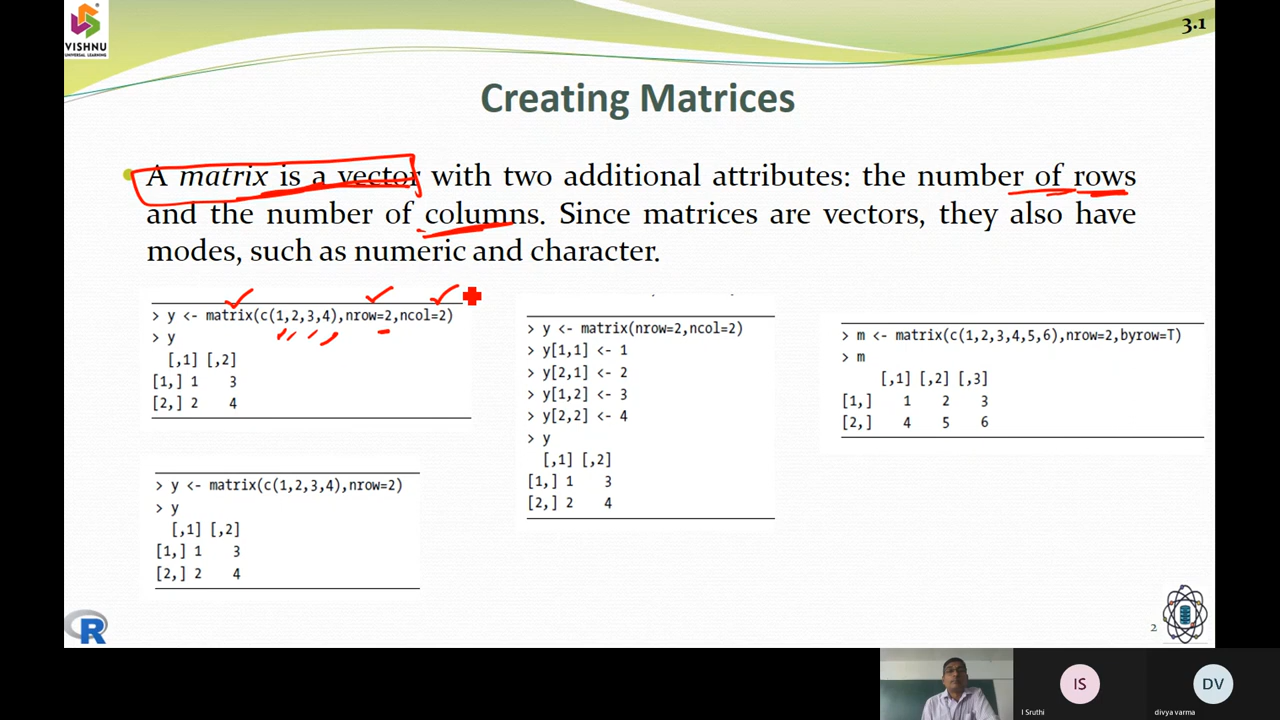 VISHNU
UNIVERSAL LEARNING
3.1
Creating Matrices
A matrix is a vector with two additional attributes: the number of rows
and the number of columns. Since matrices are vectors, they also have
modes, such as numeric and character.
> y <- matrix(c(1,2,3,4),nrow=2,ncol=2)
> y
[,1] [,2]
[1,] 1 3
[2,] 2 4
> y <- matrix(c(1,2,3,4),nrow=2)
> y
[,1] [,2]
[1,] 1 3
[2,] 2 4
> y <- matrix(nrow=2,ncol=2)
> y[1,1] <- 1
> y[2,1] <- 2
> y[1,2] <- 3
> y[2,2] <- 4
> y
[,1] [,2]
[1,] 1 3
[2,] 2 4
> m <- matrix(c(1,2,3,4,5,6),nrow=2,byrow=T)
> m
[,1] [,2] [,3]
[1,] 1 2 3
[2,] 4 5 6
R
2
IS
I Sruthi
DV
divya varma